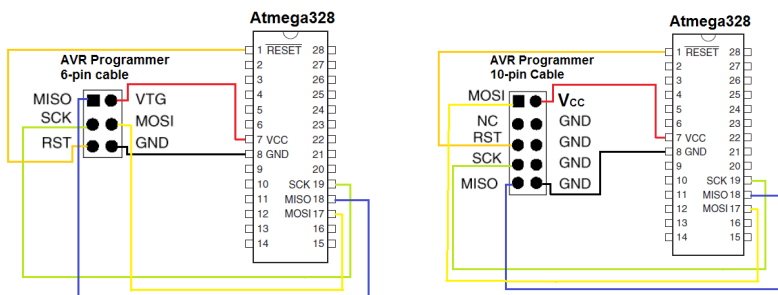 Atmega328
AVR Programmer
6-pin cable
MISO VTG
SCK MOSI
RST GND
1 RESET 28
2 27
3 26
4 25
5 24
6 23
7 VCC 22
8 GND 21
9 20
10 SCK 19
11 MISO 18
12 MOSI 17
13 16
14 15
Atmega328
AVR Programmer
10-pin Cable
MOSI Vcc
NC GND
RST GND
SCK GND
MISO GND
1 RESET 28
2 27
3 26
4 25
5 24
6 23
7 VCC 22
8 GND 21
9 20
10 SCK 19
11 MISO 18
12 MOSI 17
13 16
14 15